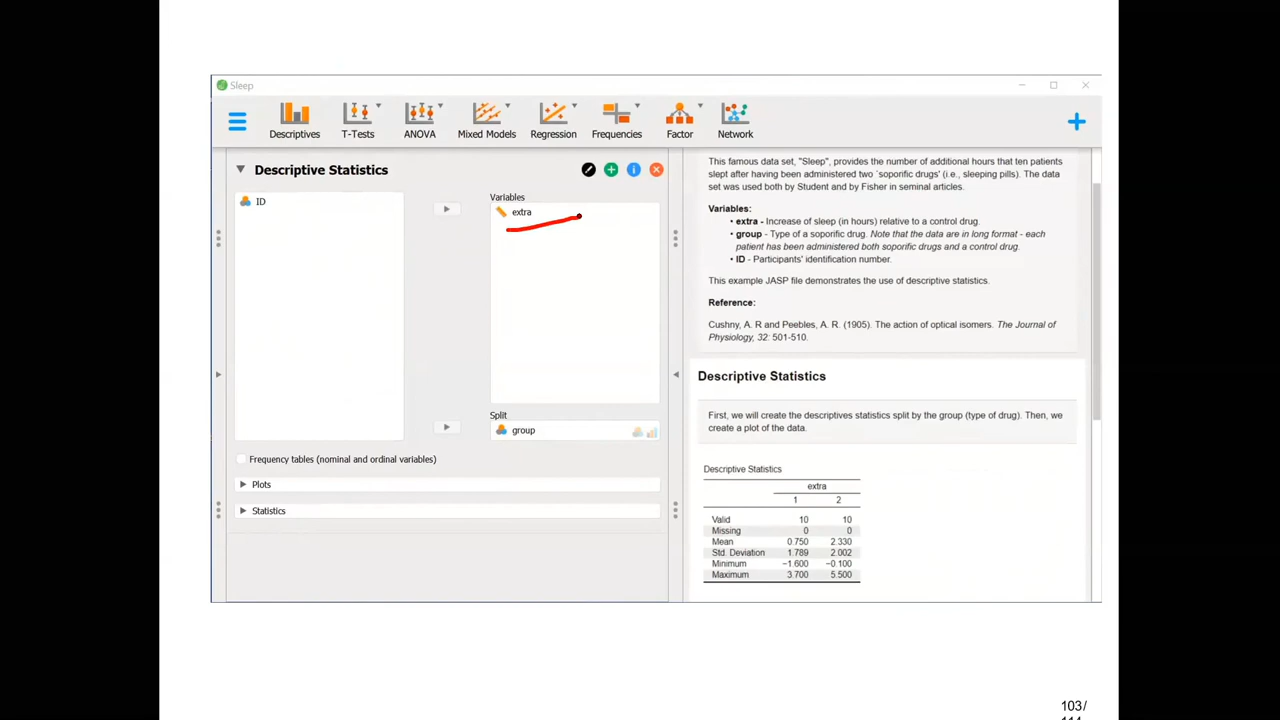 Sleep
Descriptives
T-Tests
ANOVA
Mixed Models
Regression
Frequencies
Factor
Network
Descriptive Statistics
ID
Variables
extra
Split
group
Frequency tables (nominal and ordinal variables)
Plots
Statistics
This famous data set, "Sleep", provides the number of additional hours that ten patients
slept after having been administered two `soporific drugs' (i.e., sleeping pills). The data
set was used both by Student and by Fisher in seminal articles.
Variables:
• extra - Increase of sleep (in hours) relative to a control drug.
• group - Type of a soporific drug. Note that the data are in long format - each
patient has been administered both soporific drugs and a control drug.
• ID - Participants' identification number.
This example JASP file demonstrates the use of descriptive statistics.
Reference:
Cushny, A. R and Peebles, A. R. (1905). The action of optical isomers. The Journal of
Physiology, 32: 501-510.
Descriptive Statistics
First, we will create the descriptives statistics split by the group (type of drug). Then, we
create a plot of the data.
Descriptive Statistics
extra
1 2
Valid 10 10
Missing 0 0
Mean 0.750 2.330
Std. Deviation 1.789 2.002
Minimum −1.600 −0.100
Maximum 3.700 5.500
103/